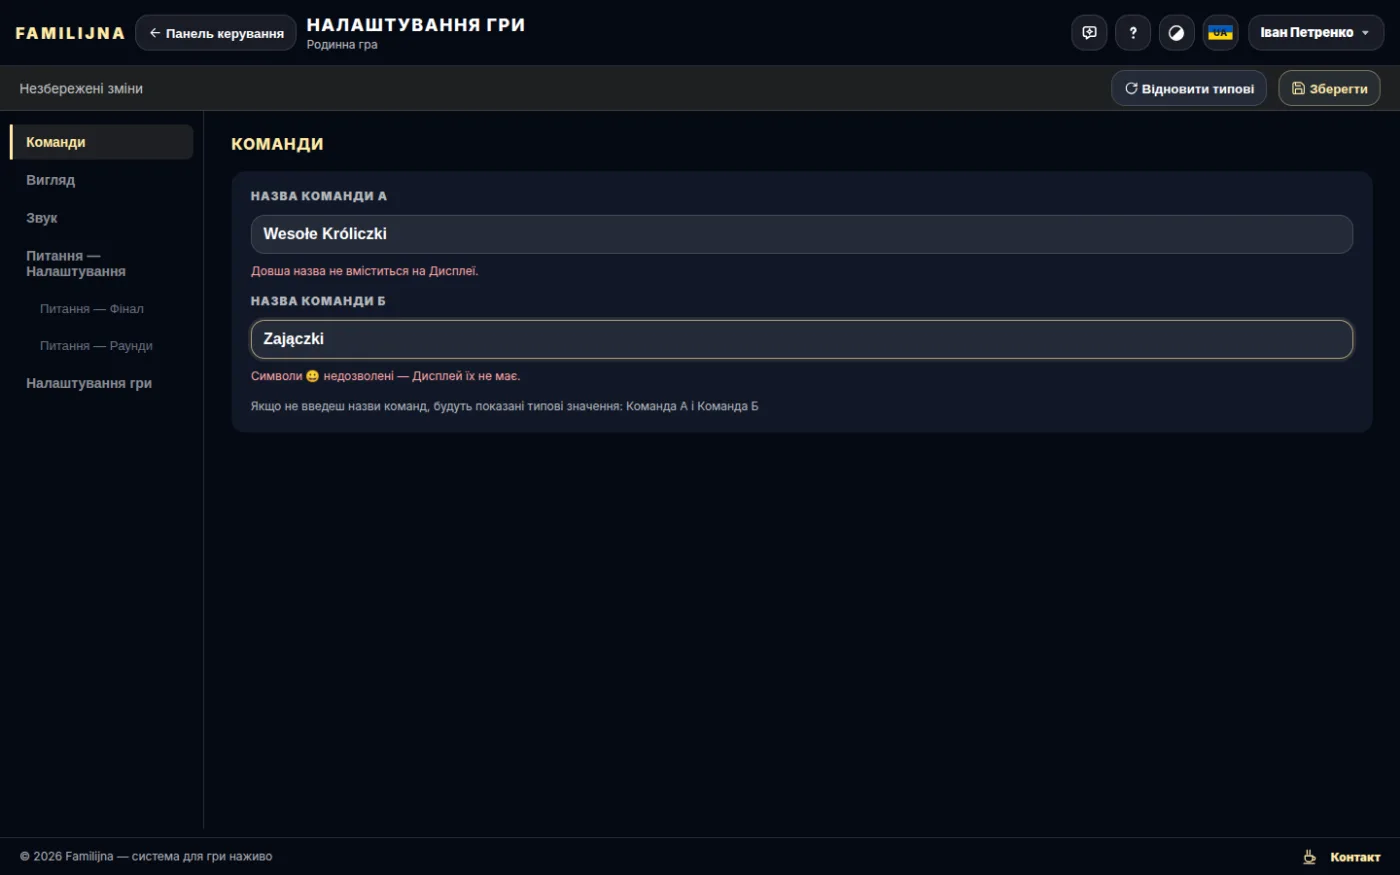 FAMILIJNA
← Панель керування
НАЛАШТУВАННЯ ГРИ
Родинна гра
?
UA
Іван Петренко
Незбережені зміни
Відновити типові
Зберегти
Команди
Вигляд
Звук
Питання —
Налаштування
Питання — Фінал
Питання — Раунди
Налаштування гри
КОМАНДИ
НАЗВА КОМАНДИ А
Wesołe Króliczki
Довша назва не вміститься на Дисплеї.
НАЗВА КОМАНДИ Б
Zajączki
Символи 😀 недозволені — Дисплей їх не має.
Якщо не введеш назви команд, будуть показані типові значення: Команда А і Команда Б
© 2026 Familijna — система для гри наживо
Контакт